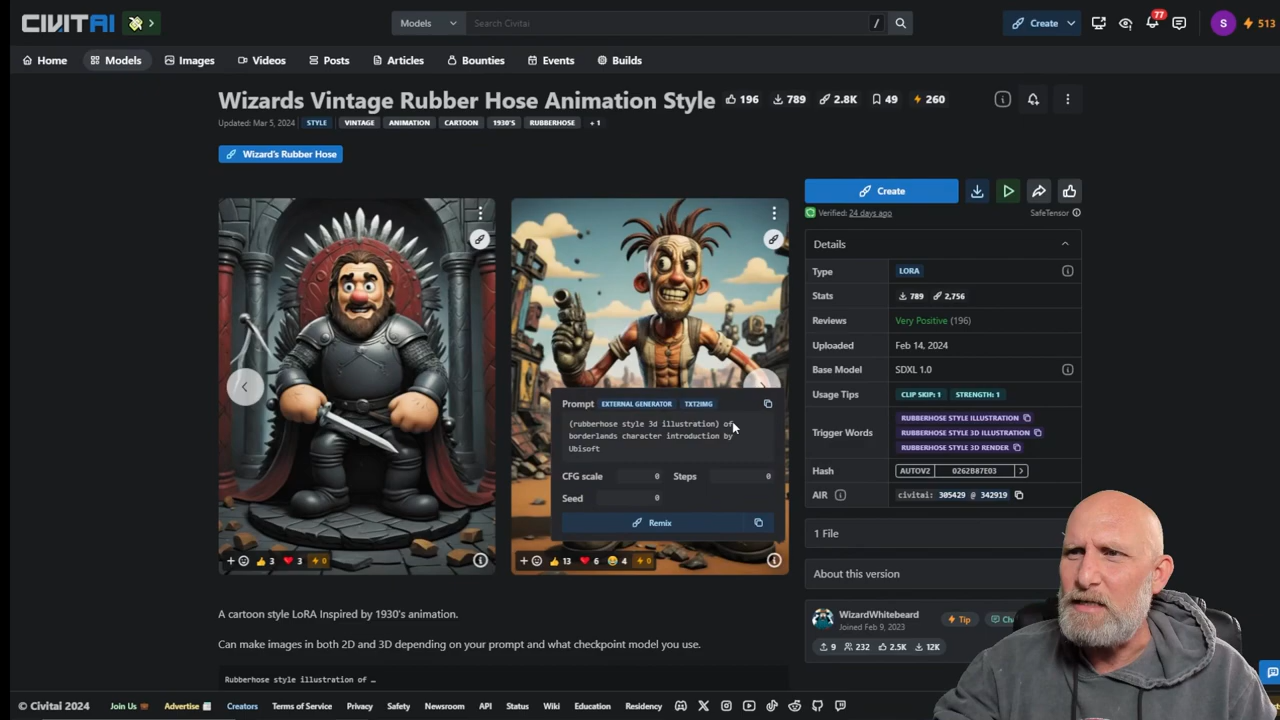 CIVITAI
Models
Search Civitai
/
Create
77
S
513
Home
Models
Images
Videos
Posts
Articles
Bounties
Events
Builds
Wizards Vintage Rubber Hose Animation Style
196
789
2.8K
49
260
Updated: Mar 5, 2024
STYLE
VINTAGE
ANIMATION
CARTOON
1930'S
RUBBERHOSE
+ 1
Wizard's Rubber Hose
Create
Verified: 24 days ago
SafeTensor
Details
Type
LORA
Stats
789
2,756
Reviews
Very Positive (196)
Uploaded
Feb 14, 2024
Base Model
SDXL 1.0
Usage Tips
CLIP SKIP: 1
STRENGTH: 1
Trigger Words
RUBBERHOSE STYLE ILLUSTRATION
RUBBERHOSE STYLE 3D ILLUSTRATION
RUBBERHOSE STYLE 3D RENDER
Hash
AUTOV2
0262B87E03
AIR
civitai: 305429 @ 342919
1 File
About this version
WizardWhitebeard
Joined Feb 9, 2023
Tip
9
232
2.5K
12K
Prompt
EXTERNAL GENERATOR
TXT2IMG
(rubberhose style 3d illustration) of
borderlands character introduction by
Ubisoft
CFG scale
0
Steps
0
Seed
0
Remix
3
3
0
13
6
4
0
A cartoon style LoRA Inspired by 1930's animation.
Can make images in both 2D and 3D depending on your prompt and what checkpoint model you use.
Rubberhose style illustration of …
© Civitai 2024
Join Us
Advertise
Creators
Terms of Service
Privacy
Safety
Newsroom
API
Status
Wiki
Education
Residency